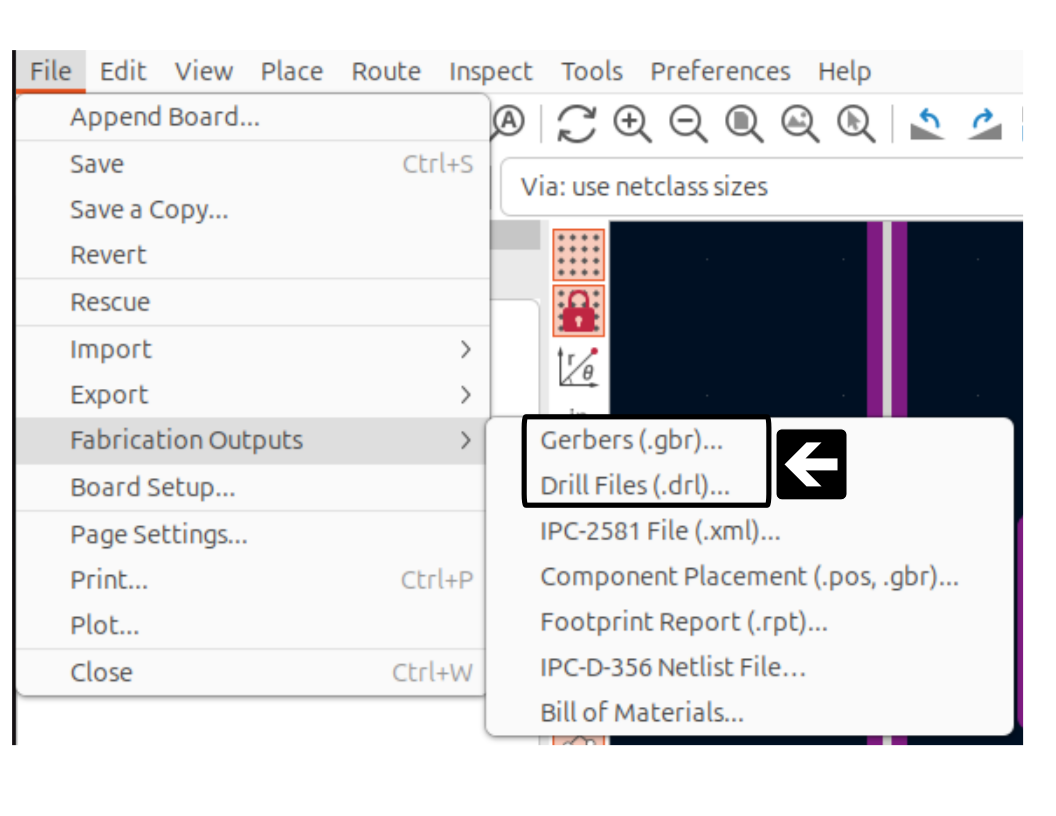 File Edit View Place Route Inspect Tools Preferences Help
Append Board...
Save Ctrl+S
Save a Copy...
Revert
Rescue
Import
Export
Fabrication Outputs
Board Setup...
Page Settings...
Print... Ctrl+P
Plot...
Close Ctrl+W
A
Via: use netclass sizes
r
θ
Gerbers (.gbr)...
Drill Files (.drl)...
IPC-2581 File (.xml)...
Component Placement (.pos, .gbr)...
Footprint Report (.rpt)...
IPC-D-356 Netlist File...
Bill of Materials...